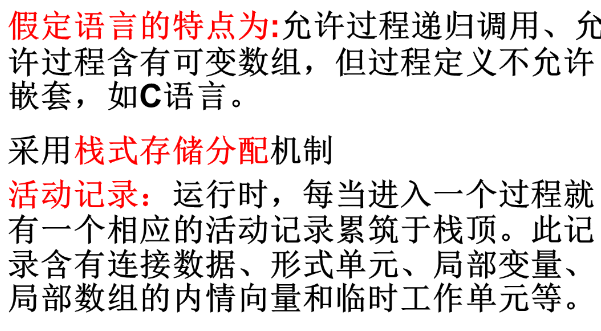 假定语言的特点为:允许过程递归调用、允
许过程含有可变数组，但过程定义不允许
嵌套，如C语言。
采用栈式存储分配机制
活动记录：运行时，每当进入一个过程就
有一个相应的活动记录累筑于栈顶。此记
录含有连接数据、形式单元、局部变量、
局部数组的内情向量和临时工作单元等。